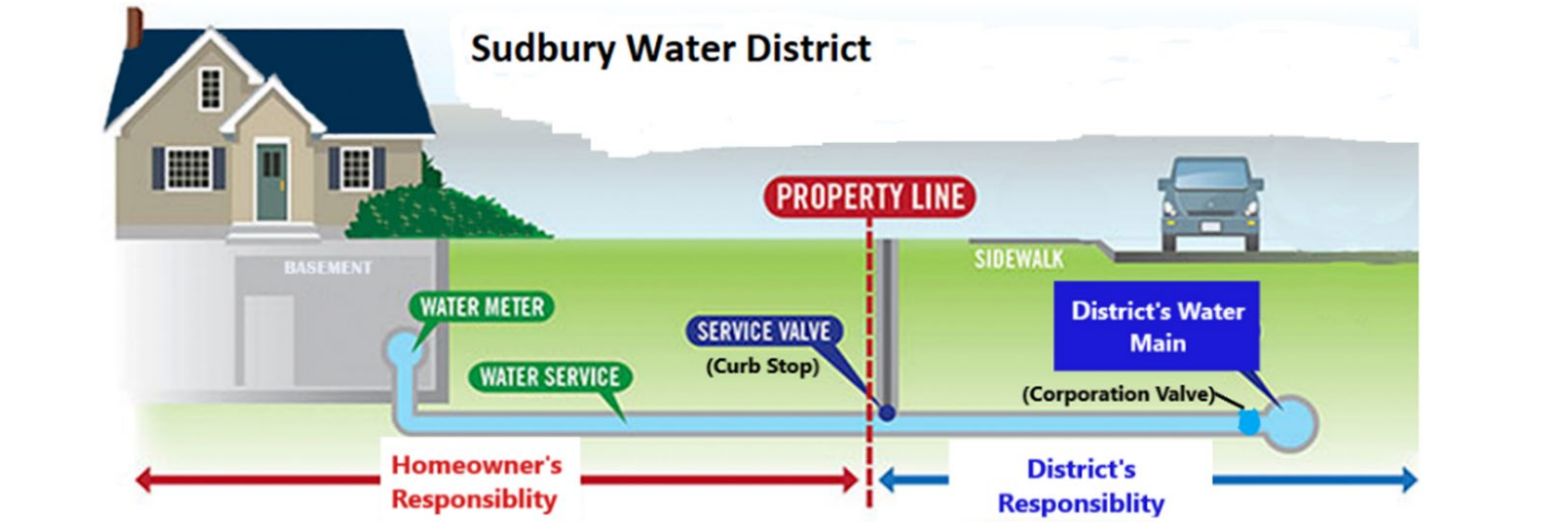 Sudbury Water District
PROPERTY LINE
SIDEWALK
BASEMENT
WATER METER
District's Water
Main
SERVICE VALVE
(Curb Stop)
WATER SERVICE
(Corporation Valve)
Homeowner's
Responsiblity
District's
Responsiblity